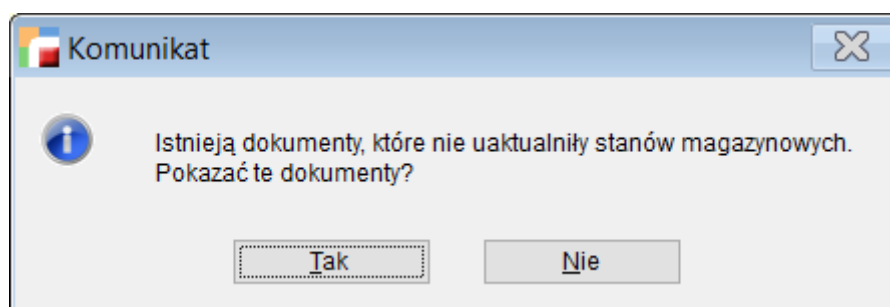 Komunikat
Istnieją dokumenty, które nie uaktualniły stanów magazynowych.
Pokazać te dokumenty?
Tak
Nie